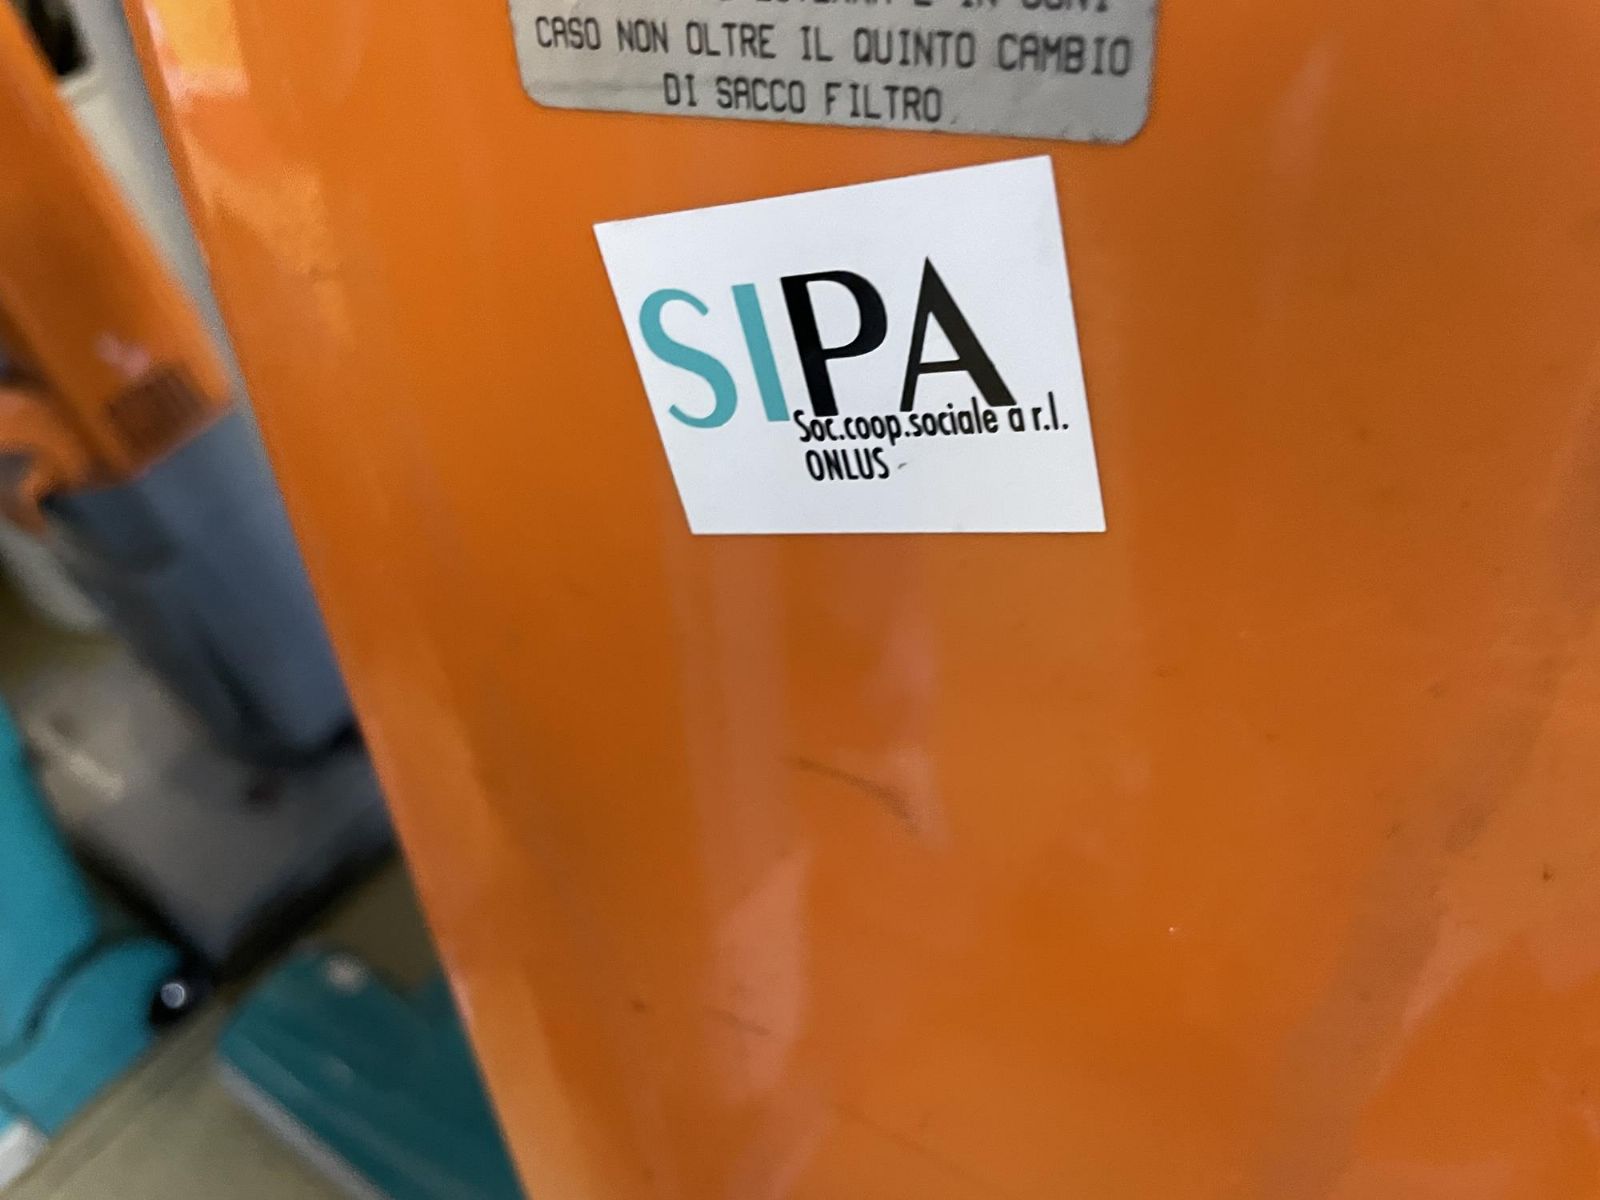 CASO NON OLTRE IL QUINTO CAMBIO
DI SACCO FILTRO
SIPA
Soc.coop.sociale a r.l.
ONLUS